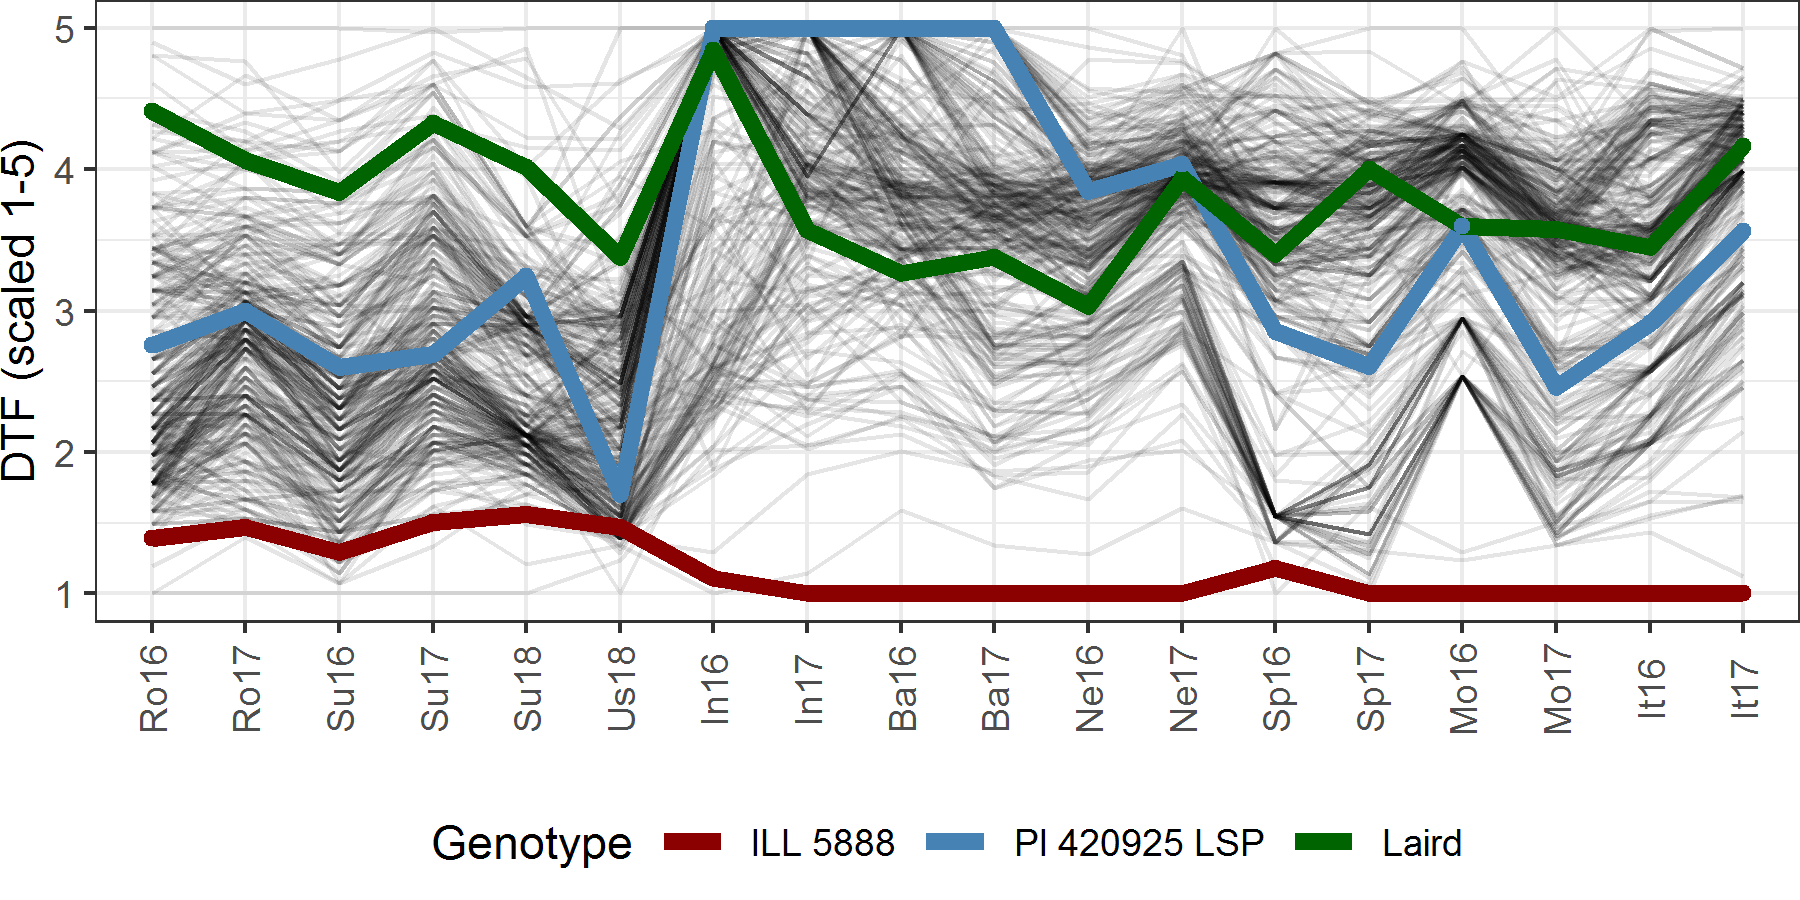 DTF (scaled 1-5)
5
4
3
2
1
Ro16
Ro17
Su16
Su17
Su18
Us18
In16
In17
Ba16
Ba17
Ne16
Ne17
Sp16
Sp17
Mo16
Mo17
It16
It17
Genotype ILL 5888 PI 420925 LSP Laird